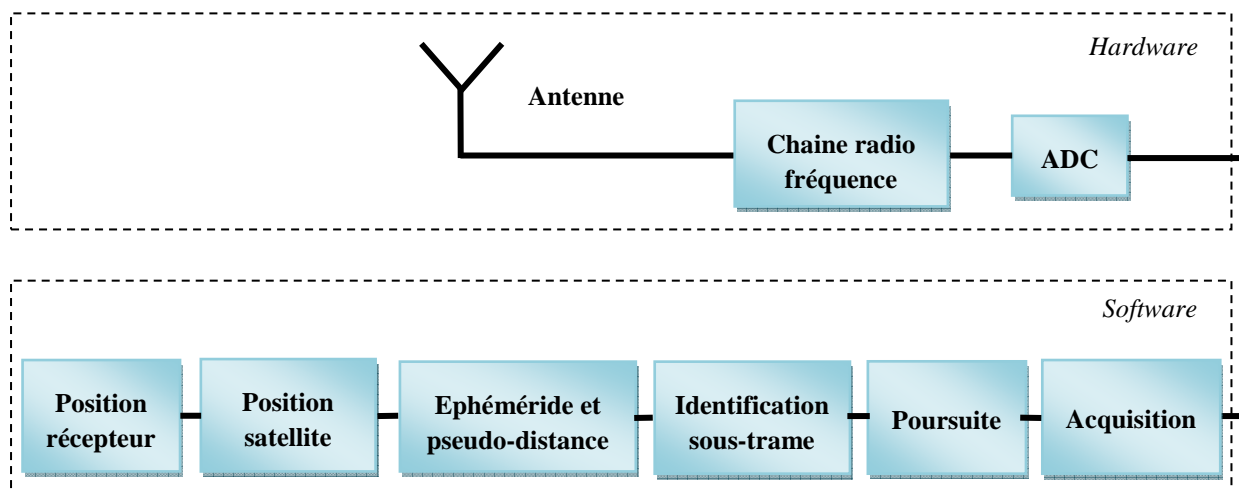 Hardware
Antenne
Chaine radio
fréquence
ADC
Software
Position
récepteur
Position
satellite
Ephéméride et
pseudo-distance
Identification
sous-trame
Poursuite
Acquisition